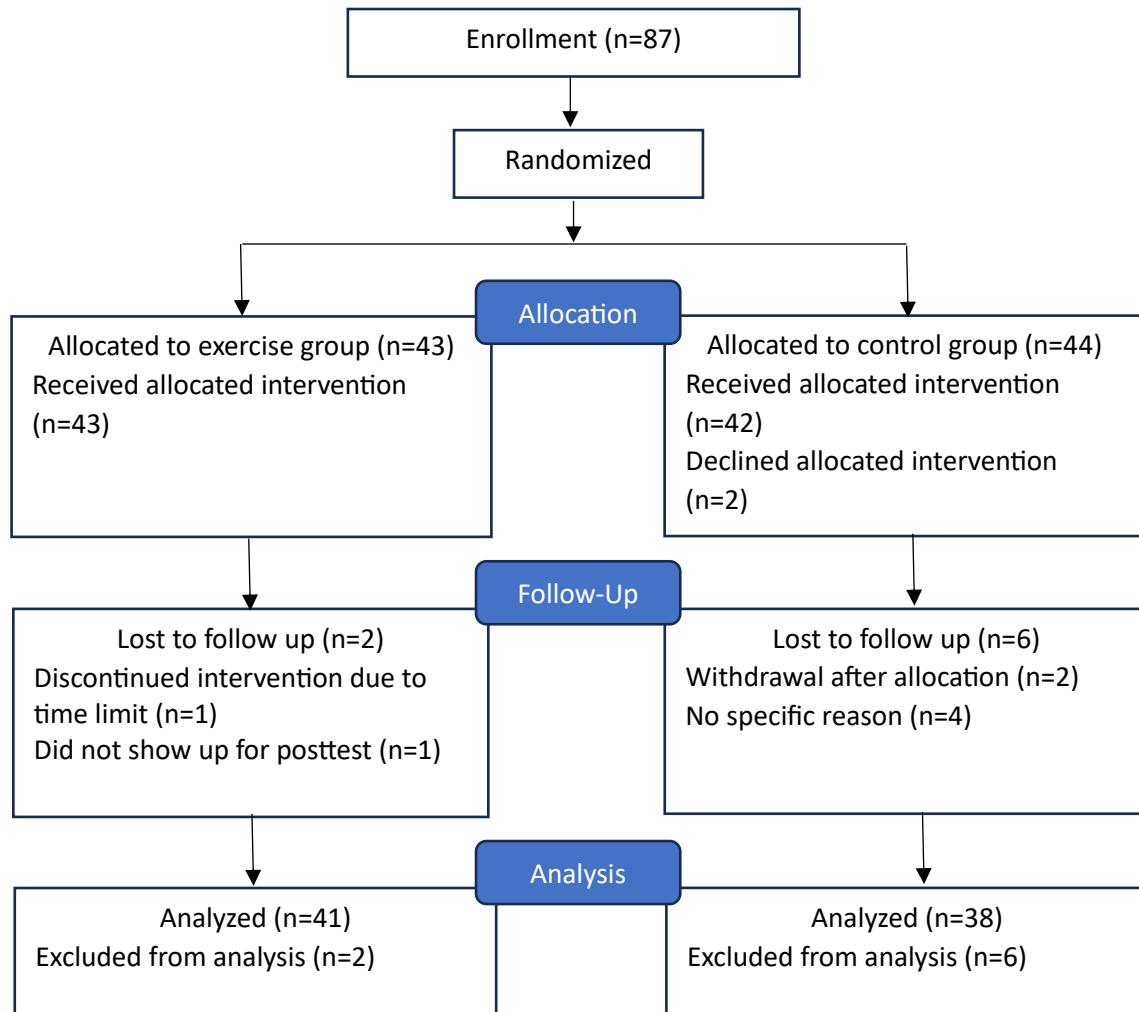 Enrollment (n=87)
Randomized
Allocation
Allocated to exercise group (n=43)
Received allocated intervention
(n=43)
Allocated to control group (n=44)
Received allocated intervention
(n=42)
Declined allocated intervention
(n=2)
Follow-Up
Lost to follow up (n=2)
Discontinued intervention due to
time limit (n=1)
Did not show up for posttest (n=1)
Lost to follow up (n=6)
Withdrawal after allocation (n=2)
No specific reason (n=4)
Analysis
Analyzed (n=41)
Excluded from analysis (n=2)
Analyzed (n=38)
Excluded from analysis (n=6)